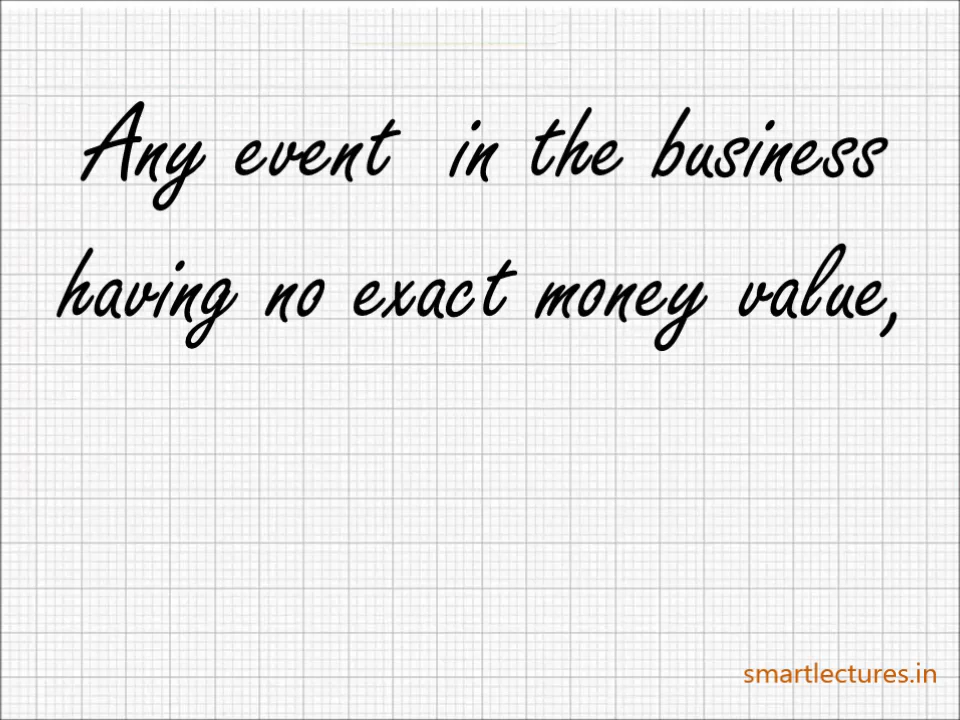 Any event in the business
having no exact money value,
smartlectures.in